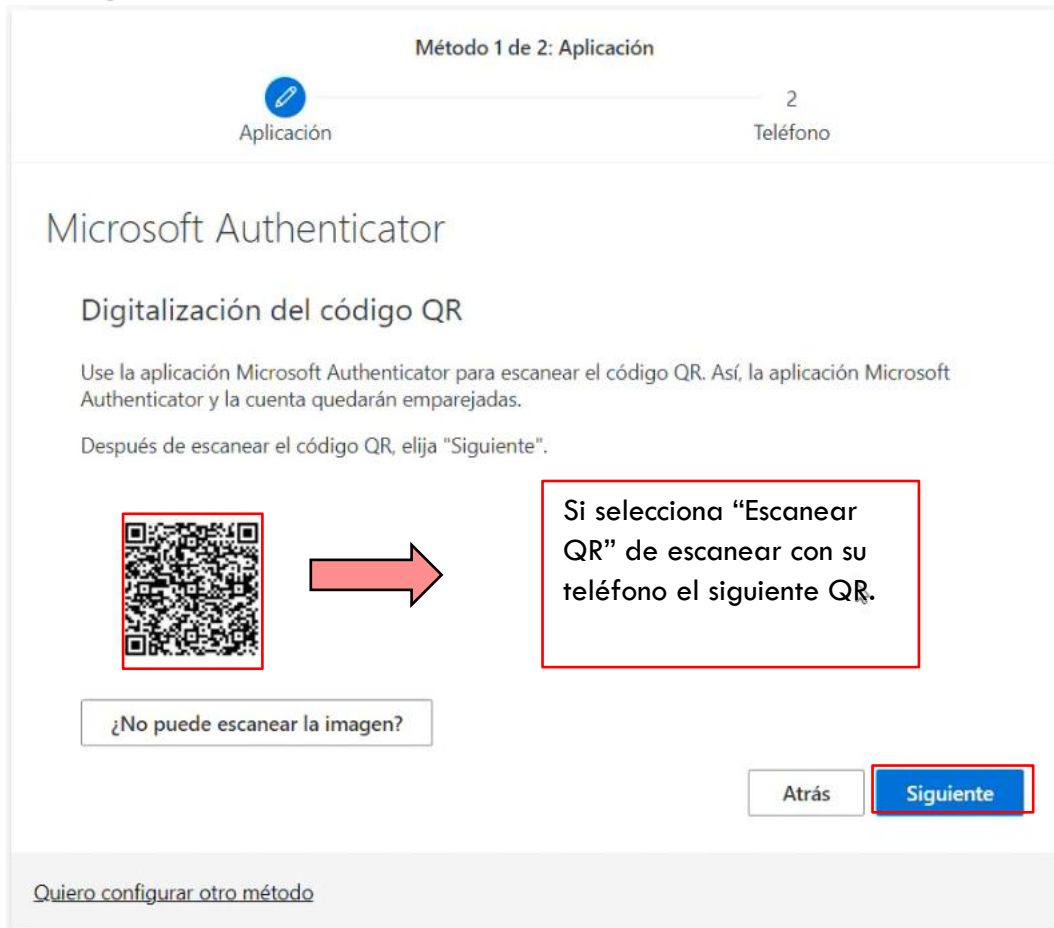 Método 1 de 2: Aplicación
2
Aplicación
Teléfono
Microsoft Authenticator
Digitalización del código QR
Use la aplicación Microsoft Authenticator para escanear el código QR. Así, la aplicación Microsoft
Authenticator y la cuenta quedarán emparejadas.
Después de escanear el código QR, elija "Siguiente".
Si selecciona “Escanear
QR” de escanear con su
teléfono el siguiente QR.
¿No puede escanear la imagen?
Atrás
Siguiente
Quiero configurar otro método